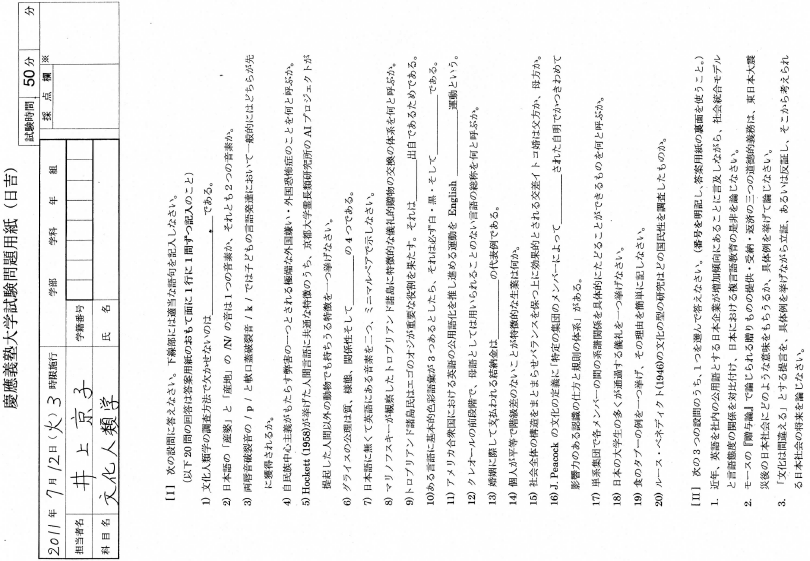 慶應義塾大学試験問題用紙（日吉）
2011年 7月12日(火) 3 時限施行
学部 学科 年 組
試験時間 50分 分
担当者名 井上 京子
学籍番号
採点欄 ※
科目名 文化人類学
氏名
[I] 次の設問に答えなさい。下線部には適当な語句を記入しなさい。
(以下20問の回答は答案用紙のおもて面に1行に1問ずつ記入のこと)
1) 文化人類学の調査方法で欠かせないのは＿＿＿＿である。
2) 日本語の「産婆」と「産地」の /N/ の音は1つの音素か、それとも2つの音素か。
3) 両唇音破裂音の / p / と軟口蓋破裂音 / k / では子どもの言語発達において一般的にはどちらが先
に獲得されるか。
4) 自民族中心主義がもたらす弊害の一つとされる極端な外国嫌い・外国恐怖症のことを何と呼ぶか。
5) Hockett (1958)が挙げた人間言語に共通な特徴のうち、京都大学霊長類研究所の AI プロジェクトが
提起した人間以外の動物でも持ちうる特徴を一つ挙げなさい。
6) グライスの公理は質、様態、関係性そして＿＿＿＿の4つである。
7) 日本語に無くて英語にある音素を二つ、ミニマルペアで示しなさい。
8) マリノフスキーが観察したトロブリアンド諸島に特徴的な儀礼的贈物の交換の体系を何と呼ぶか。
9)トロブリアンド諸島民はエゴのオジが重要な役割を果たす。それは＿＿＿＿出自であるためである。
10)ある言語に基本的色彩語彙が3つあるとしたら、それは必ず白・黒・そして＿＿＿＿である。
11) アメリカ合衆国における英語の公用語化を推し進める運動を English＿＿＿＿運動という。
12) クレオールの前段階で、母語としては用いられることのない言語の総称を何と呼ぶか。
13) 婚姻に際して支払われる花嫁代償は＿＿＿＿の代表例である。
14) 個人が平等で階級差のないことが特徴的な生業は何か。
15) 社会全体の構造をまとまらせバランスを保つ上に効果的とされる交差イトコ婚は父方か、母方か。
16) J. Peacock の文化の定義に「特定の集団のメンバーによって＿＿＿＿された自明でかつきわめて
影響力のある認識の仕方と規則の体系」がある。
17) 単系集団で各メンバーの間の系譜関係を具体的にたどることができるものを何と呼ぶか。
18) 日本の大学生の多くが通過する儀礼を一つ挙げなさい。
19) 食のタブーの例を一つ挙げ、その理由を簡単に記しなさい。
20) ルース・ベネディクト(1946)の文化の型の研究はどの国民性を調査したものか。
[II] 次の3つの設問のうち、1つを選んで答えなさい。（番号を明記し、答案用紙の裏面を使うこと。）
1. 近年、英語を社内の公用語とする日本企業が増加傾向にあることに言及しながら、社会統合モデル
と言語態度の関係を対比付け、日本における複言語教育の是非を論じなさい。
2. モースの『贈与論』で論じられる贈りもの提供・受納・返済の三つの道徳的義務は、東日本大震
災後の日本社会にどのような意味をもちうるか、具体例を挙げて論じなさい。
3. 「文化は間違える」とする提言を、具体例を挙げながら立証、あるいは反証し、そこから考えられ
る日本社会の将来を論じなさい。